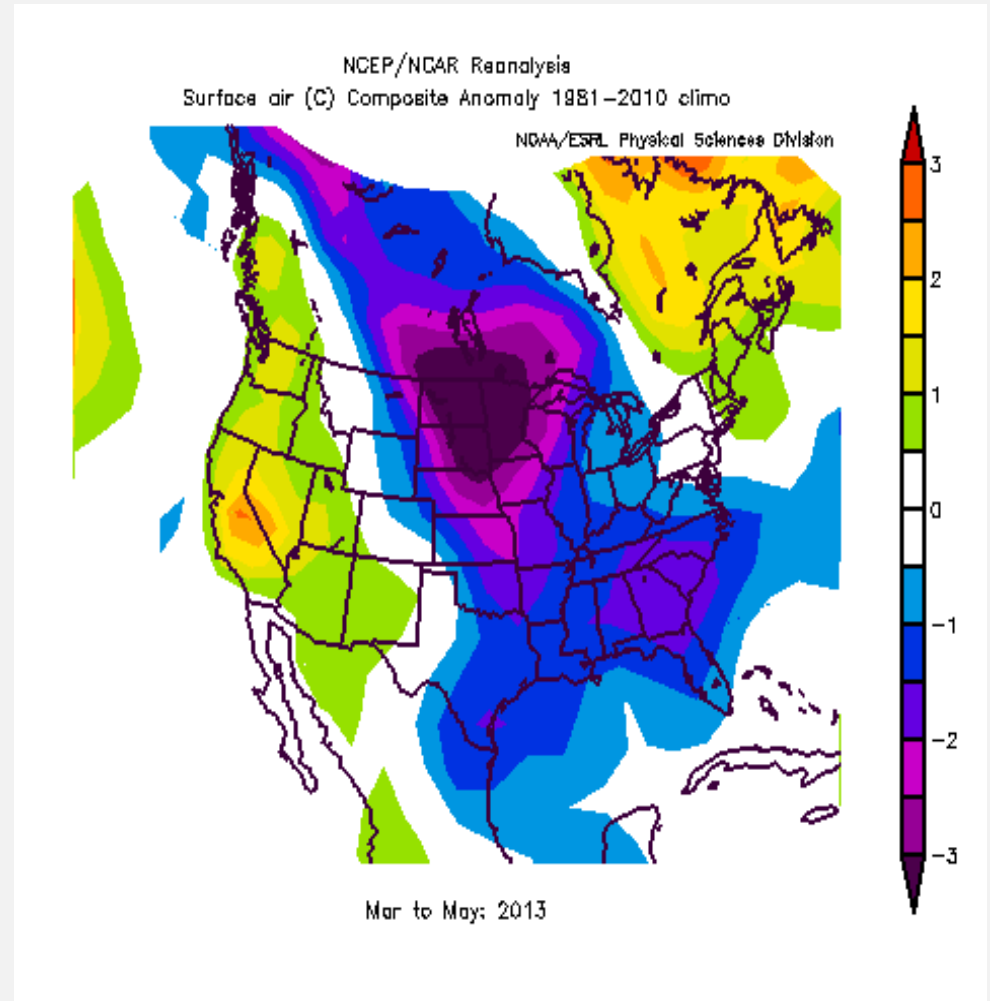 NCEP/NCAR Reanalysis
Surface air (C) Composite Anomaly 1981-2010 climo
NOAA/ESRL Physical Sciences Division
3
2
1
0
-1
-2
-3
Mar to May: 2013